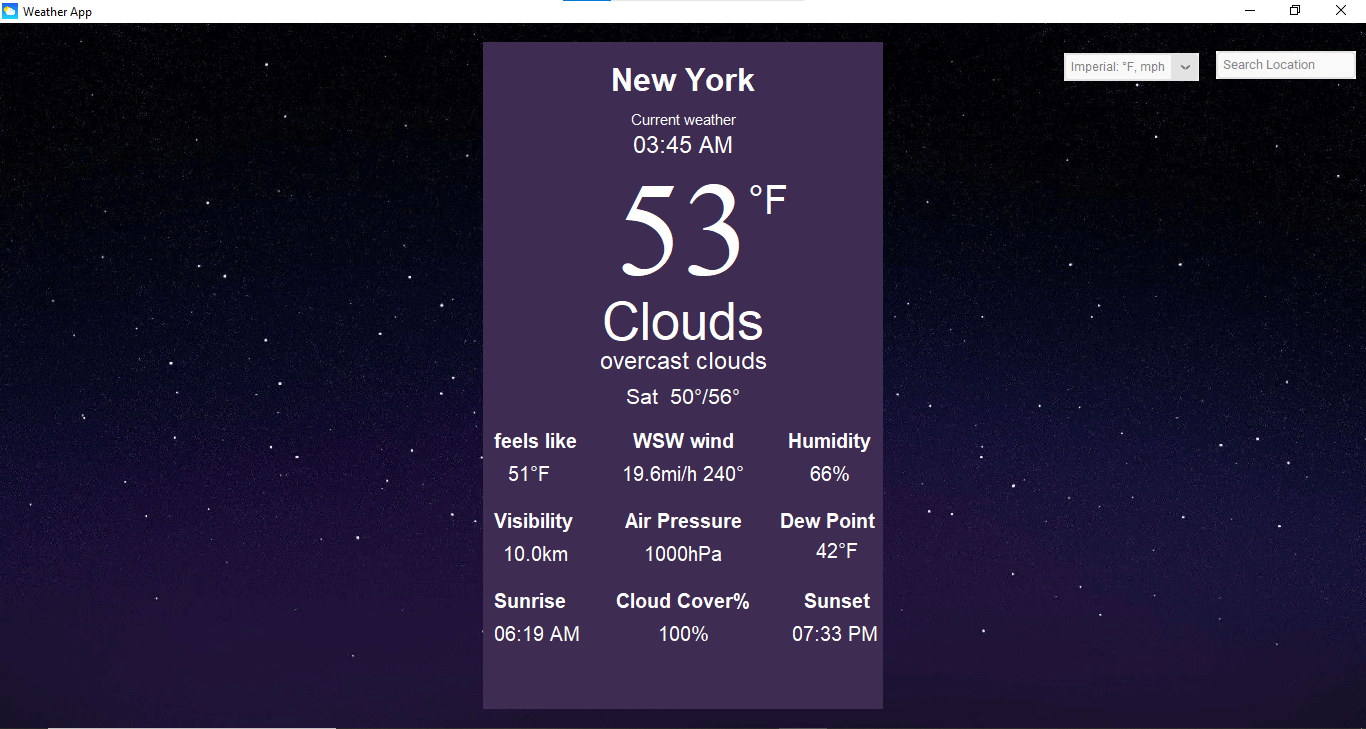 Weather App
Imperial: °F, mph
Search Location
New York
Current weather
03:45 AM
53 °F
Clouds
overcast clouds
Sat 50°/56°
feels like WSW wind Humidity
51°F 19.6mi/h 240° 66%
Visibility Air Pressure Dew Point
10.0km 1000hPa 42°F
Sunrise Cloud Cover% Sunset
06:19 AM 100% 07:33 PM